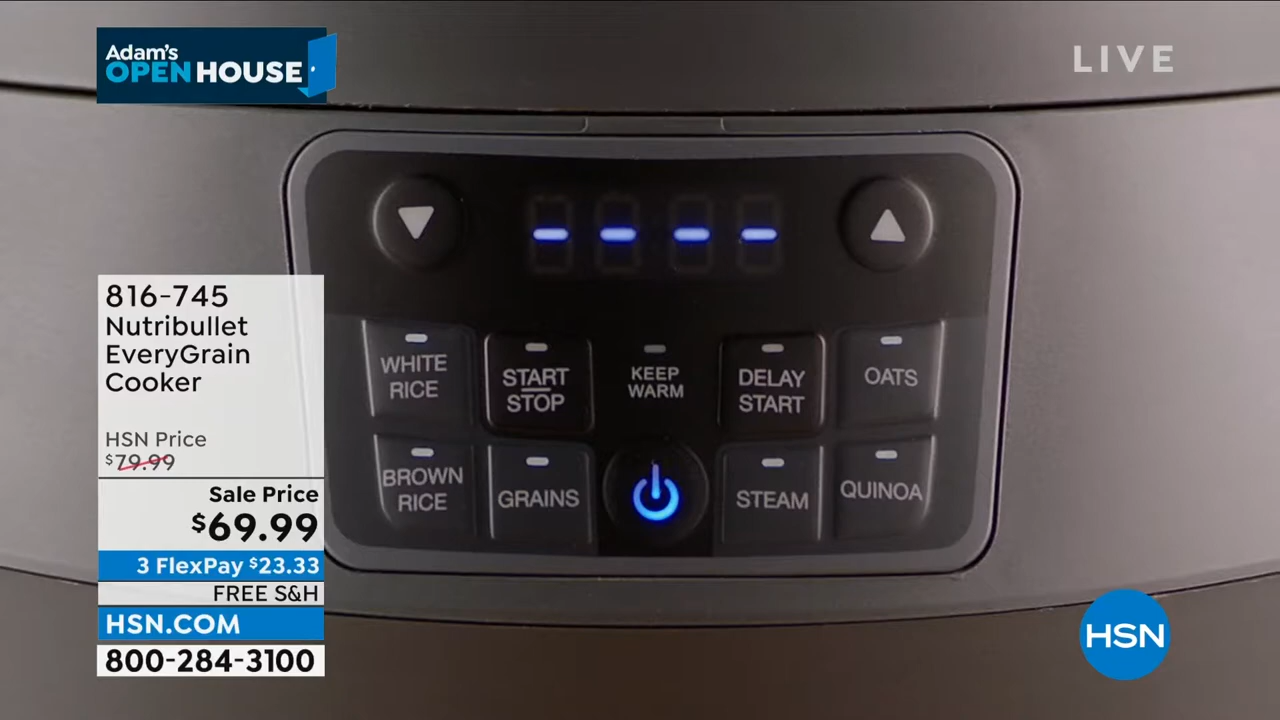 Adam's
OPEN HOUSE
LIVE
816-745
Nutribullet
EveryGrain
Cooker
HSN Price
$79.99
Sale Price
$69.99
3 FlexPay $23.33
FREE S&H
HSN.COM
800-284-3100
WHITE
RICE
START
STOP
KEEP
WARM
DELAY
START
OATS
BROWN
RICE
GRAINS
STEAM
QUINOA
HSN